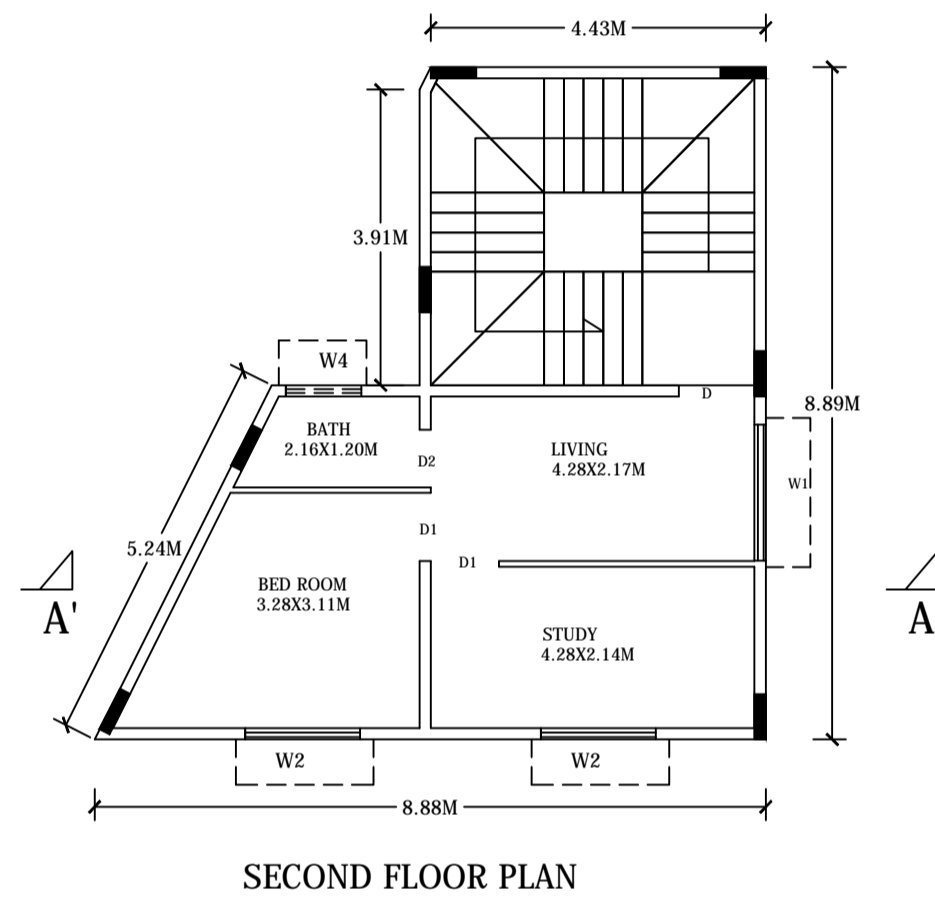 4.43M
3.91M
W4
D
8.89M
BATH
2.16X1.20M
D2
LIVING
4.28X2.17M
W1
5.24M
D1
D1
BED ROOM
3.28X3.11M
A'
A
STUDY
4.28X2.14M
W2
W2
8.88M
SECOND FLOOR PLAN